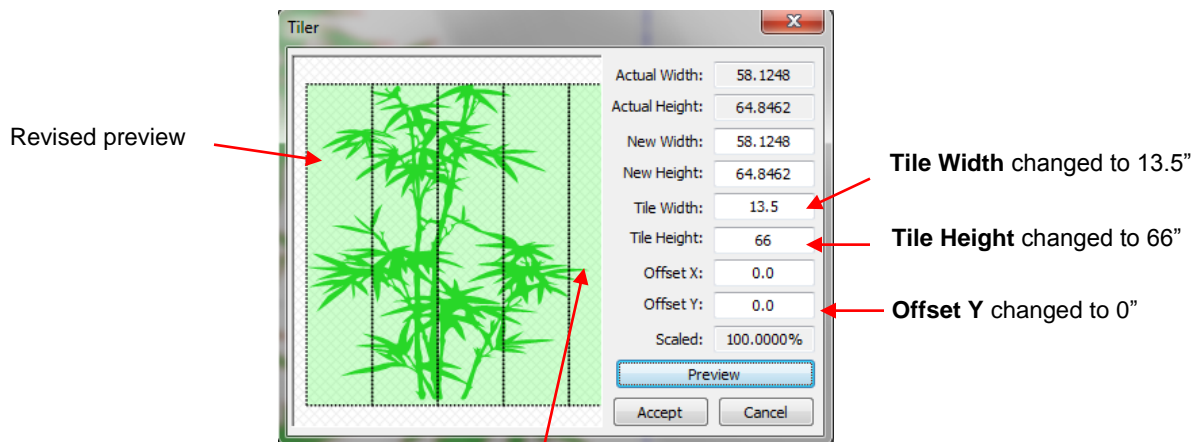 Tiler
x
Revised preview
Actual Width: 58.1248
Actual Height: 64.8462
New Width: 58.1248
New Height: 64.8462
Tile Width: 13.5
Tile Height: 66
Offset X: 0.0
Offset Y: 0.0
Scaled: 100.0000%
Preview
Accept Cancel
Tile Width changed to 13.5”
Tile Height changed to 66”
Offset Y changed to 0”